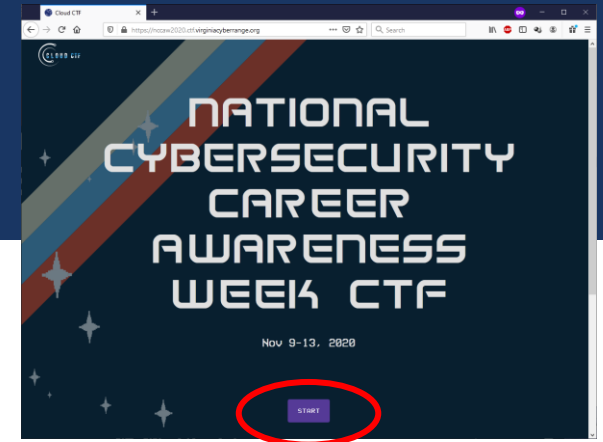 Cloud CTF
https://nccaw2020.ctf.virginiacyberrange.org
Search
CLOUD CTF
NATIONAL
CYBERSECURITY
CAREER
AWARENESS
WEEK CTF
Nov 9-13, 2020
START